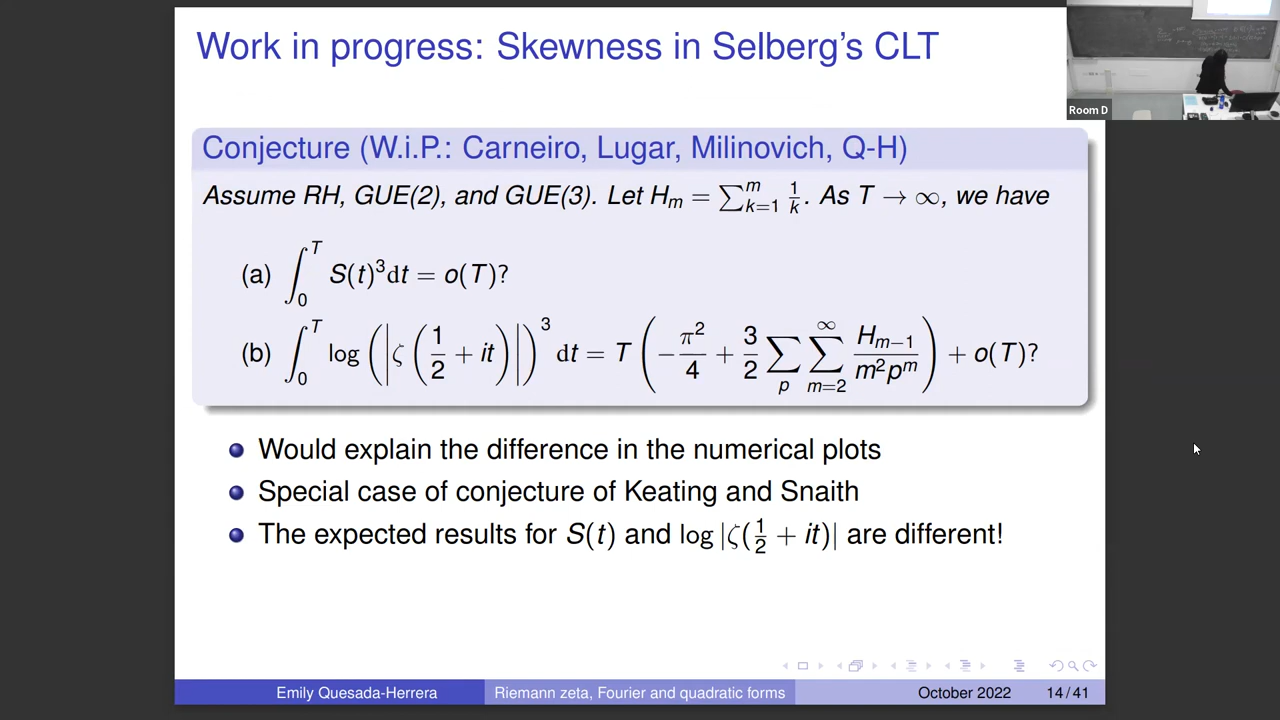 Work in progress: Skewness in Selberg's CLT
Room D
Conjecture (W.i.P.: Carneiro, Lugar, Milinovich, Q-H)
Assume RH, GUE(2), and GUE(3). Let H_m = ∑_{k=1}^{m} 1/k. As T → ∞, we have
(a) ∫_0^T S(t)^3 dt = o(T)?
(b) ∫_0^T log(|ζ(1/2 + it)|)^3 dt = T(−π^2/4 + 3/2 ∑_p ∑_{m=2}^{∞} H_{m−1}/(m^2 p^m)) + o(T)?
Would explain the difference in the numerical plots
Special case of conjecture of Keating and Snaith
The expected results for S(t) and log |ζ(1/2 + it)| are different!
Emily Quesada-Herrera
Riemann zeta, Fourier and quadratic forms
October 2022
14 / 41